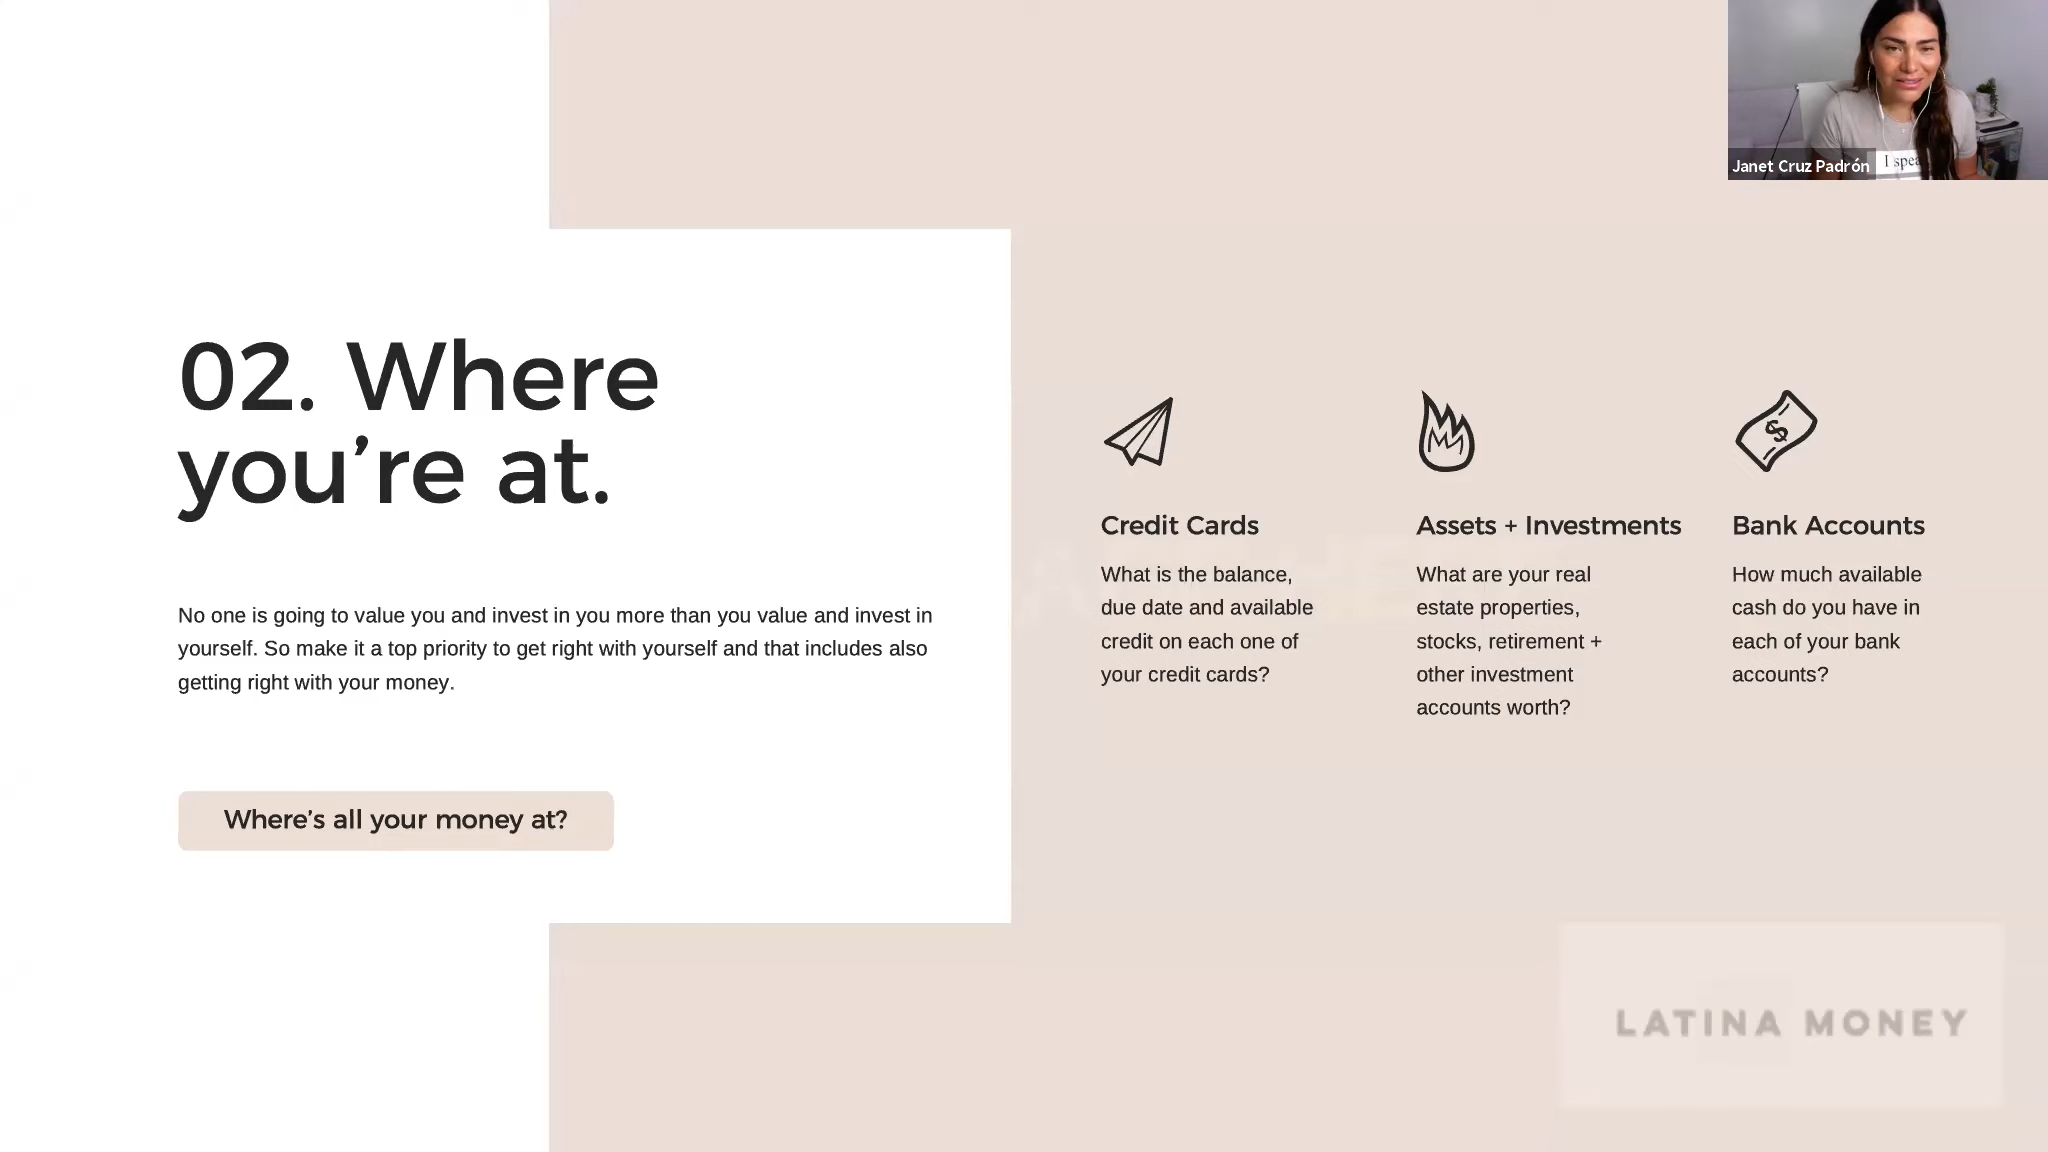 Janet Cruz Padrón
I spea
02. Where
you're at.
No one is going to value you and invest in you more than you value and invest in
yourself. So make it a top priority to get right with yourself and that includes also
getting right with your money.
Where's all your money at?
Credit Cards
What is the balance,
due date and available
credit on each one of
your credit cards?
Assets + Investments
What are your real
estate properties,
stocks, retirement +
other investment
accounts worth?
Bank Accounts
How much available
cash do you have in
each of your bank
accounts?
LATINA MONEY